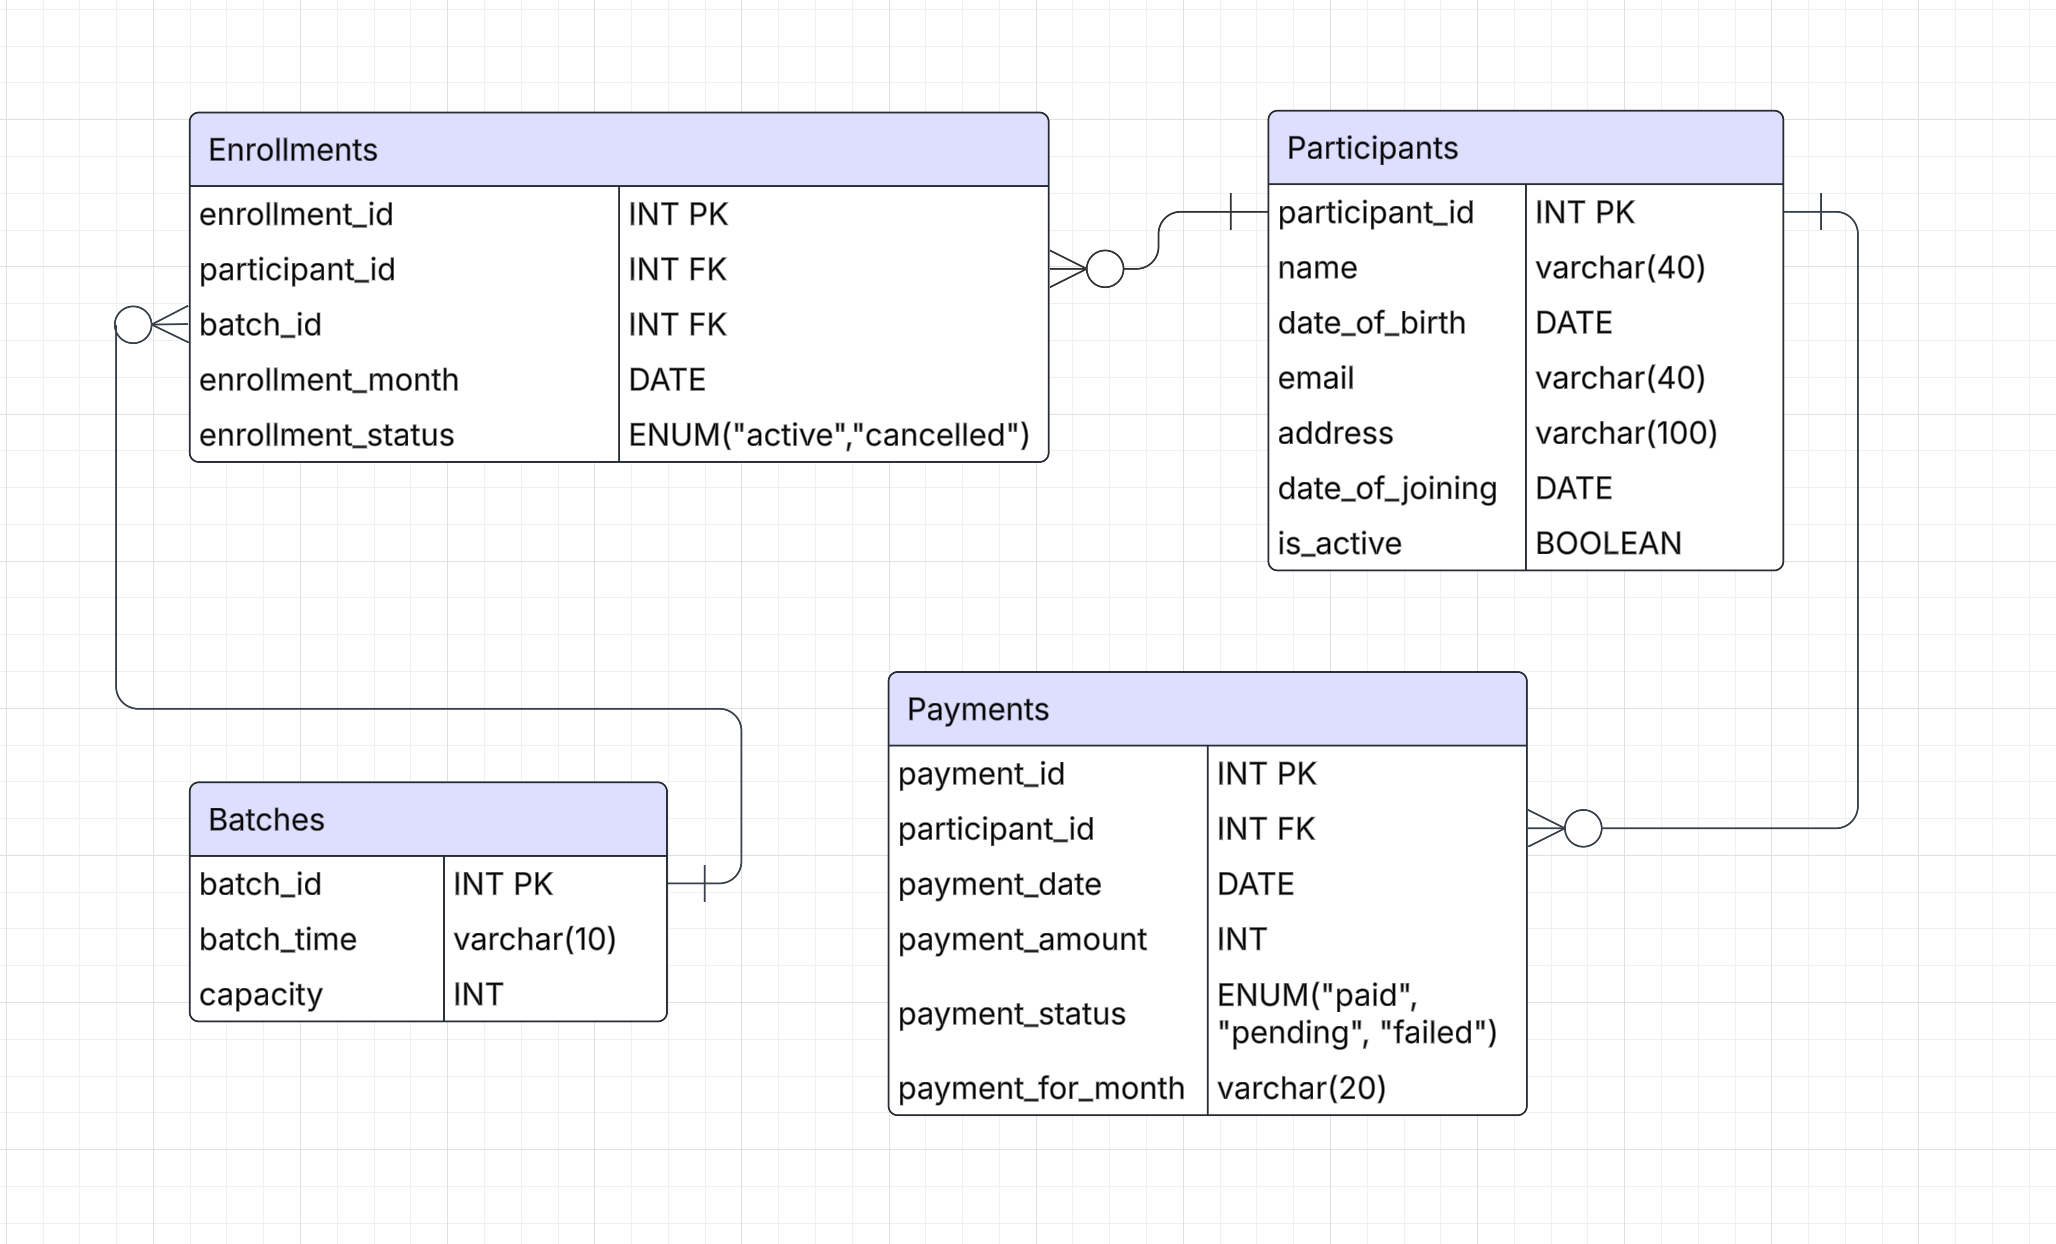 Enrollments
enrollment_id INT PK
participant_id INT FK
batch_id INT FK
enrollment_month DATE
enrollment_status ENUM("active","cancelled")
Participants
participant_id INT PK
name varchar(40)
date_of_birth DATE
email varchar(40)
address varchar(100)
date_of_joining DATE
is_active BOOLEAN
Batches
batch_id INT PK
batch_time varchar(10)
capacity INT
Payments
payment_id INT PK
participant_id INT FK
payment_date DATE
payment_amount INT
payment_status ENUM("paid",
"pending", "failed")
payment_for_month varchar(20)